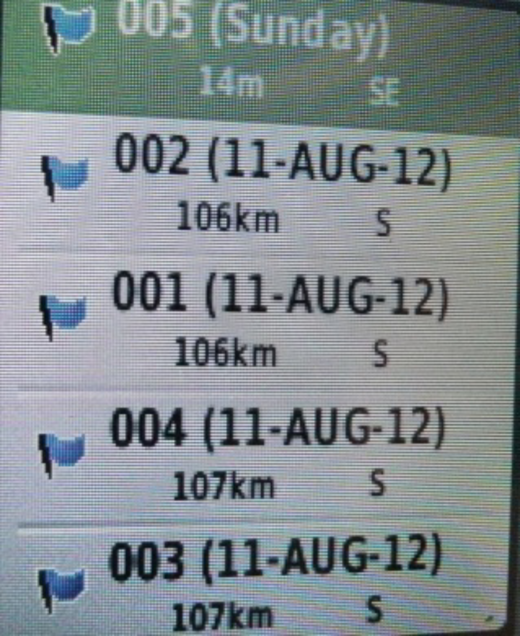 005 (Sunday)
14m SE
002 (11-AUG-12)
106km S
001 (11-AUG-12)
106km S
004 (11-AUG-12)
107km S
003 (11-AUG-12)
107km S